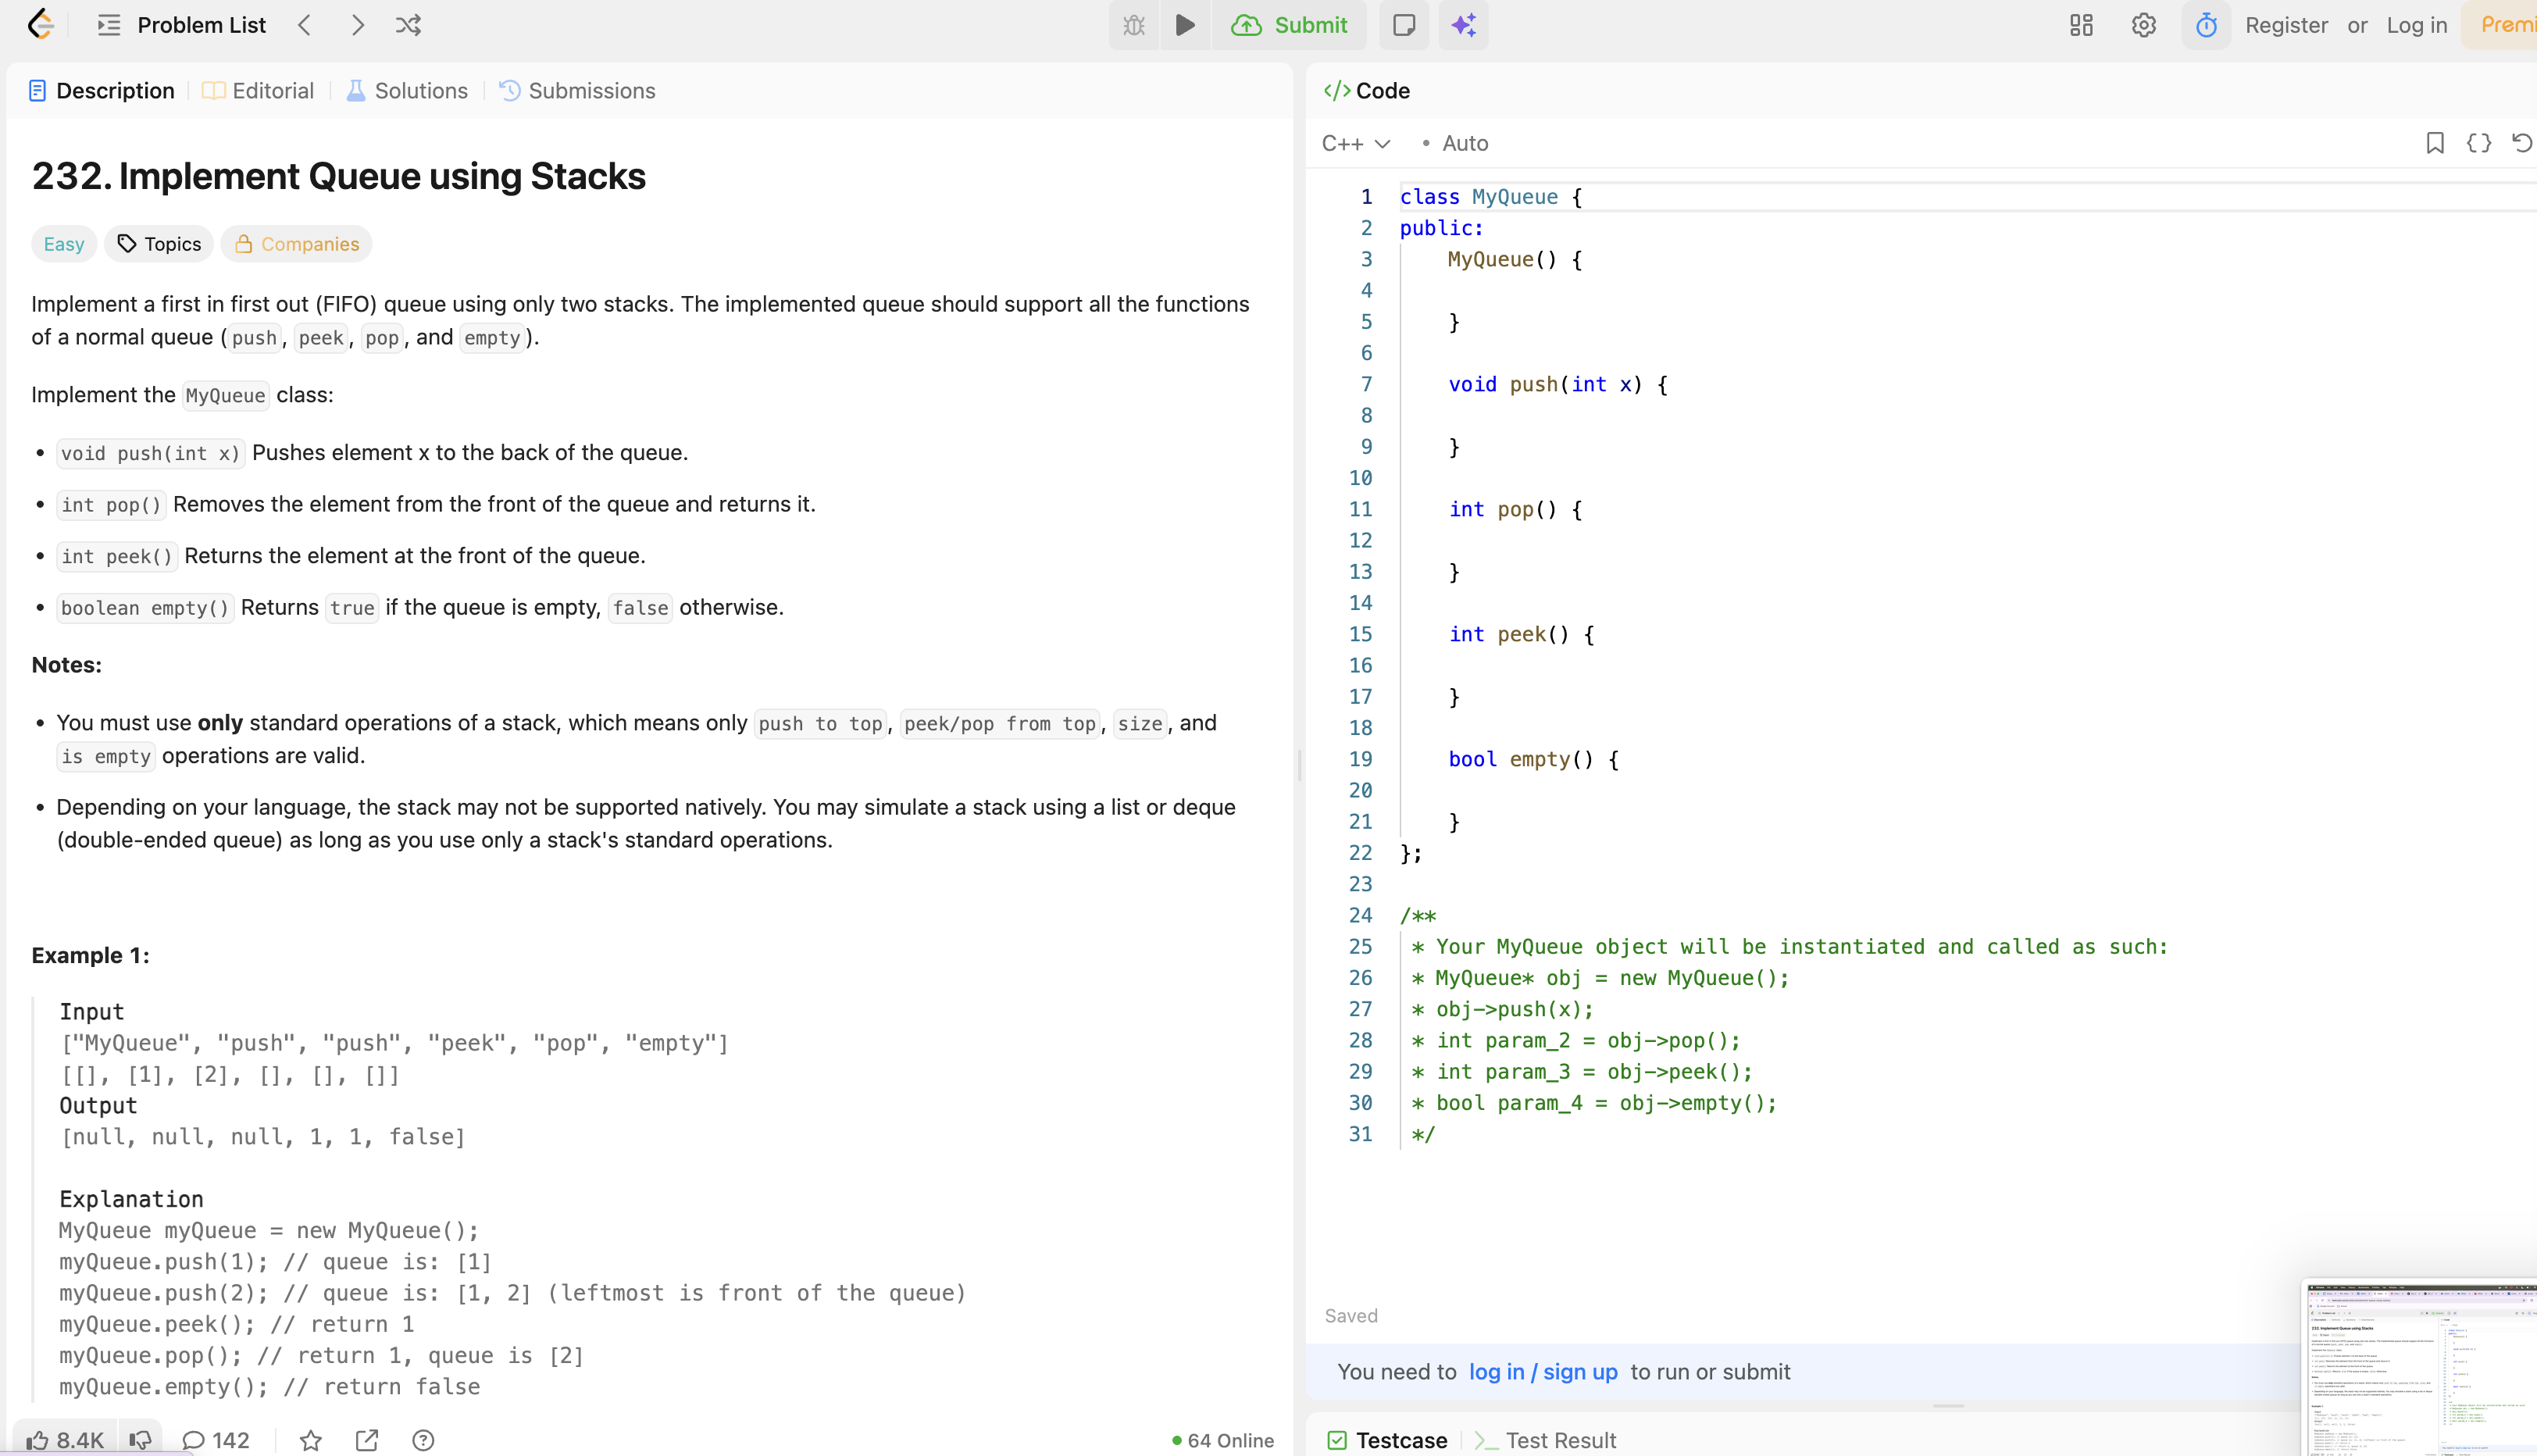 Problem List
Submit
Register or Log in Premi
Description Editorial Solutions Submissions
232. Implement Queue using Stacks
Easy Topics Companies
Implement a first in first out (FIFO) queue using only two stacks. The implemented queue should support all the functions
of a normal queue (push, peek, pop, and empty).
Implement the MyQueue class:
• void push(int x) Pushes element x to the back of the queue.
• int pop() Removes the element from the front of the queue and returns it.
• int peek() Returns the element at the front of the queue.
• boolean empty() Returns true if the queue is empty, false otherwise.
Notes:
• You must use only standard operations of a stack, which means only push to top, peek/pop from top, size, and
is empty operations are valid.
• Depending on your language, the stack may not be supported natively. You may simulate a stack using a list or deque
(double-ended queue) as long as you use only a stack's standard operations.
Example 1:
Input
["MyQueue", "push", "push", "peek", "pop", "empty"]
[[], [1], [2], [], [], []]
Output
[null, null, null, 1, 1, false]
Explanation
MyQueue myQueue = new MyQueue();
myQueue.push(1); // queue is: [1]
myQueue.push(2); // queue is: [1, 2] (leftmost is front of the queue)
myQueue.peek(); // return 1
myQueue.pop(); // return 1, queue is [2]
myQueue.empty(); // return false
8.4K 142
64 Online
</> Code
C++ • Auto
1 class MyQueue {
2 public:
3 MyQueue() {
4
5 }
6
7 void push(int x) {
8
9 }
10
11 int pop() {
12
13 }
14
15 int peek() {
16
17 }
18
19 bool empty() {
20
21 }
22 };
23
24 /**
25 * Your MyQueue object will be instantiated and called as such:
26 * MyQueue* obj = new MyQueue();
27 * obj->push(x);
28 * int param_2 = obj->pop();
29 * int param_3 = obj->peek();
30 * bool param_4 = obj->empty();
31 */
Saved
You need to log in / sign up to run or submit
Testcase >_ Test Result